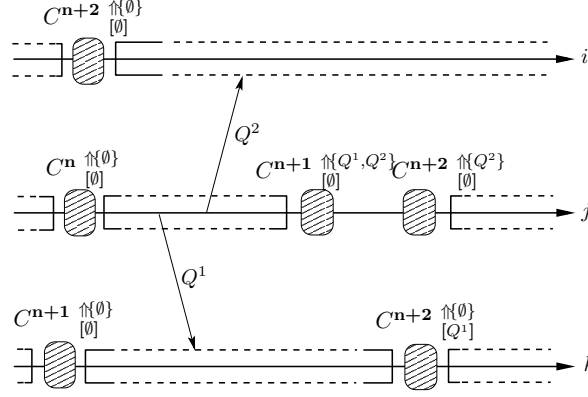 C^{n+2} ⇑{∅} [∅]
i
Q^2
C^n ⇑{∅} [∅]
C^{n+1} ⇑{Q^1,Q^2} [∅]
C^{n+2} ⇑{Q^2} [∅]
j
Q^1
C^{n+1} ⇑{∅} [∅]
C^{n+2} ⇑{∅} [Q^1]
k